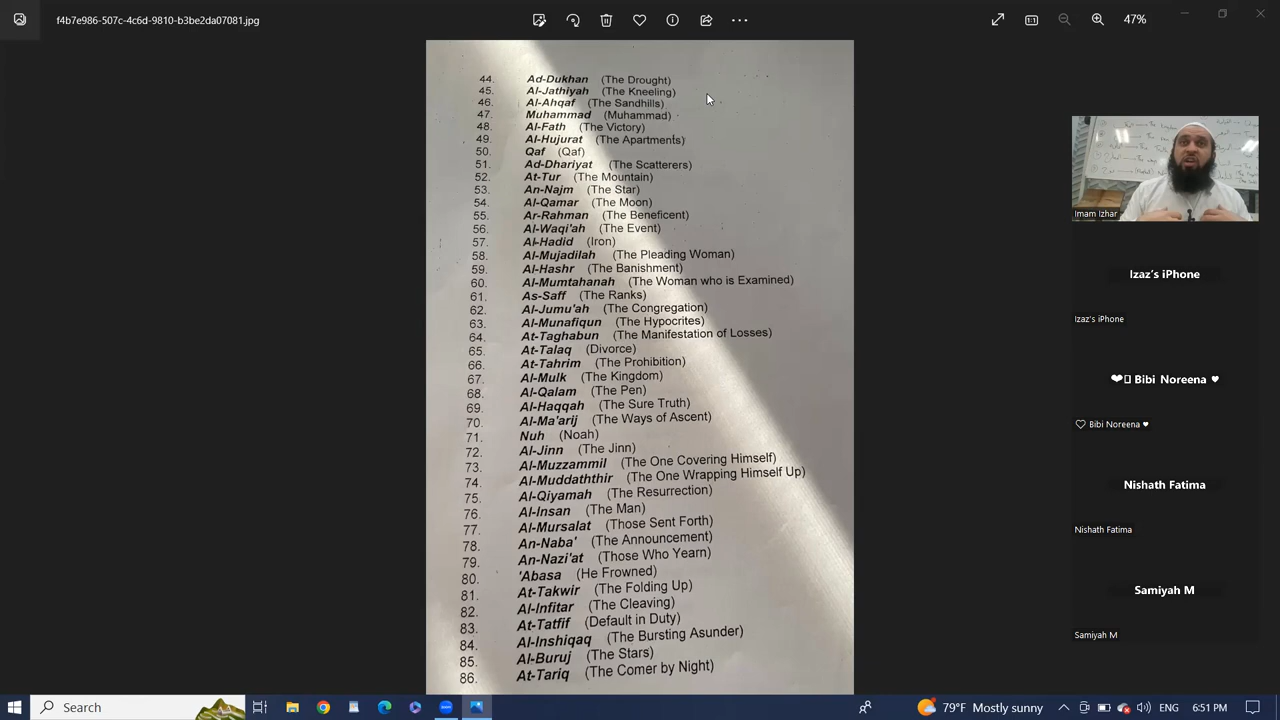 f4b7e986-507c-4c6d-9810-b3be2da07081.jpg
47%
44. Ad-Dukhan (The Drought)
45. Al-Jathiyah (The Kneeling)
46. Al-Ahqaf (The Sandhills)
47. Muhammad (Muhammad)
48. Al-Fath (The Victory)
49. Al-Hujurat (The Apartments)
50. Qaf (Qaf)
51. Ad-Dhariyat (The Scatterers)
52. At-Tur (The Mountain)
53. An-Najm (The Star)
54. Al-Qamar (The Moon)
55. Ar-Rahman (The Beneficent)
56. Al-Waqi'ah (The Event)
57. Al-Hadid (Iron)
58. Al-Mujadilah (The Pleading Woman)
59. Al-Hashr (The Banishment)
60. Al-Mumtahanah (The Woman who is Examined)
61. As-Saff (The Ranks)
62. Al-Jumu'ah (The Congregation)
63. Al-Munafiqun (The Hypocrites)
64. At-Taghabun (The Manifestation of Losses)
65. At-Talaq (Divorce)
66. At-Tahrim (The Prohibition)
67. Al-Mulk (The Kingdom)
68. Al-Qalam (The Pen)
69. Al-Haqqah (The Sure Truth)
70. Al-Ma'arij (The Ways of Ascent)
71. Nuh (Noah)
72. Al-Jinn (The Jinn)
73. Al-Muzzammil (The One Covering Himself)
74. Al-Muddaththir (The One Wrapping Himself Up)
75. Al-Qiyamah (The Resurrection)
76. Al-Insan (The Man)
77. Al-Mursalat (Those Sent Forth)
78. An-Naba' (The Announcement)
79. An-Nazi'at (Those Who Yearn)
80. 'Abasa (He Frowned)
81. At-Takwir (The Folding Up)
82. Al-Infitar (The Cleaving)
83. At-Tatfif (Default in Duty)
84. Al-Inshiqaq (The Bursting Asunder)
85. Al-Buruj (The Stars)
86. At-Tariq (The Comer by Night)
Imam Izhar
Izaz's iPhone
Izaz's iPhone
❤ Bibi Noreena ♥
♡ Bibi Noreena ♥
Nishath Fatima
Nishath Fatima
Samiyah M
Samiyah M
Search
79°F Mostly sunny
ENG
6:51 PM